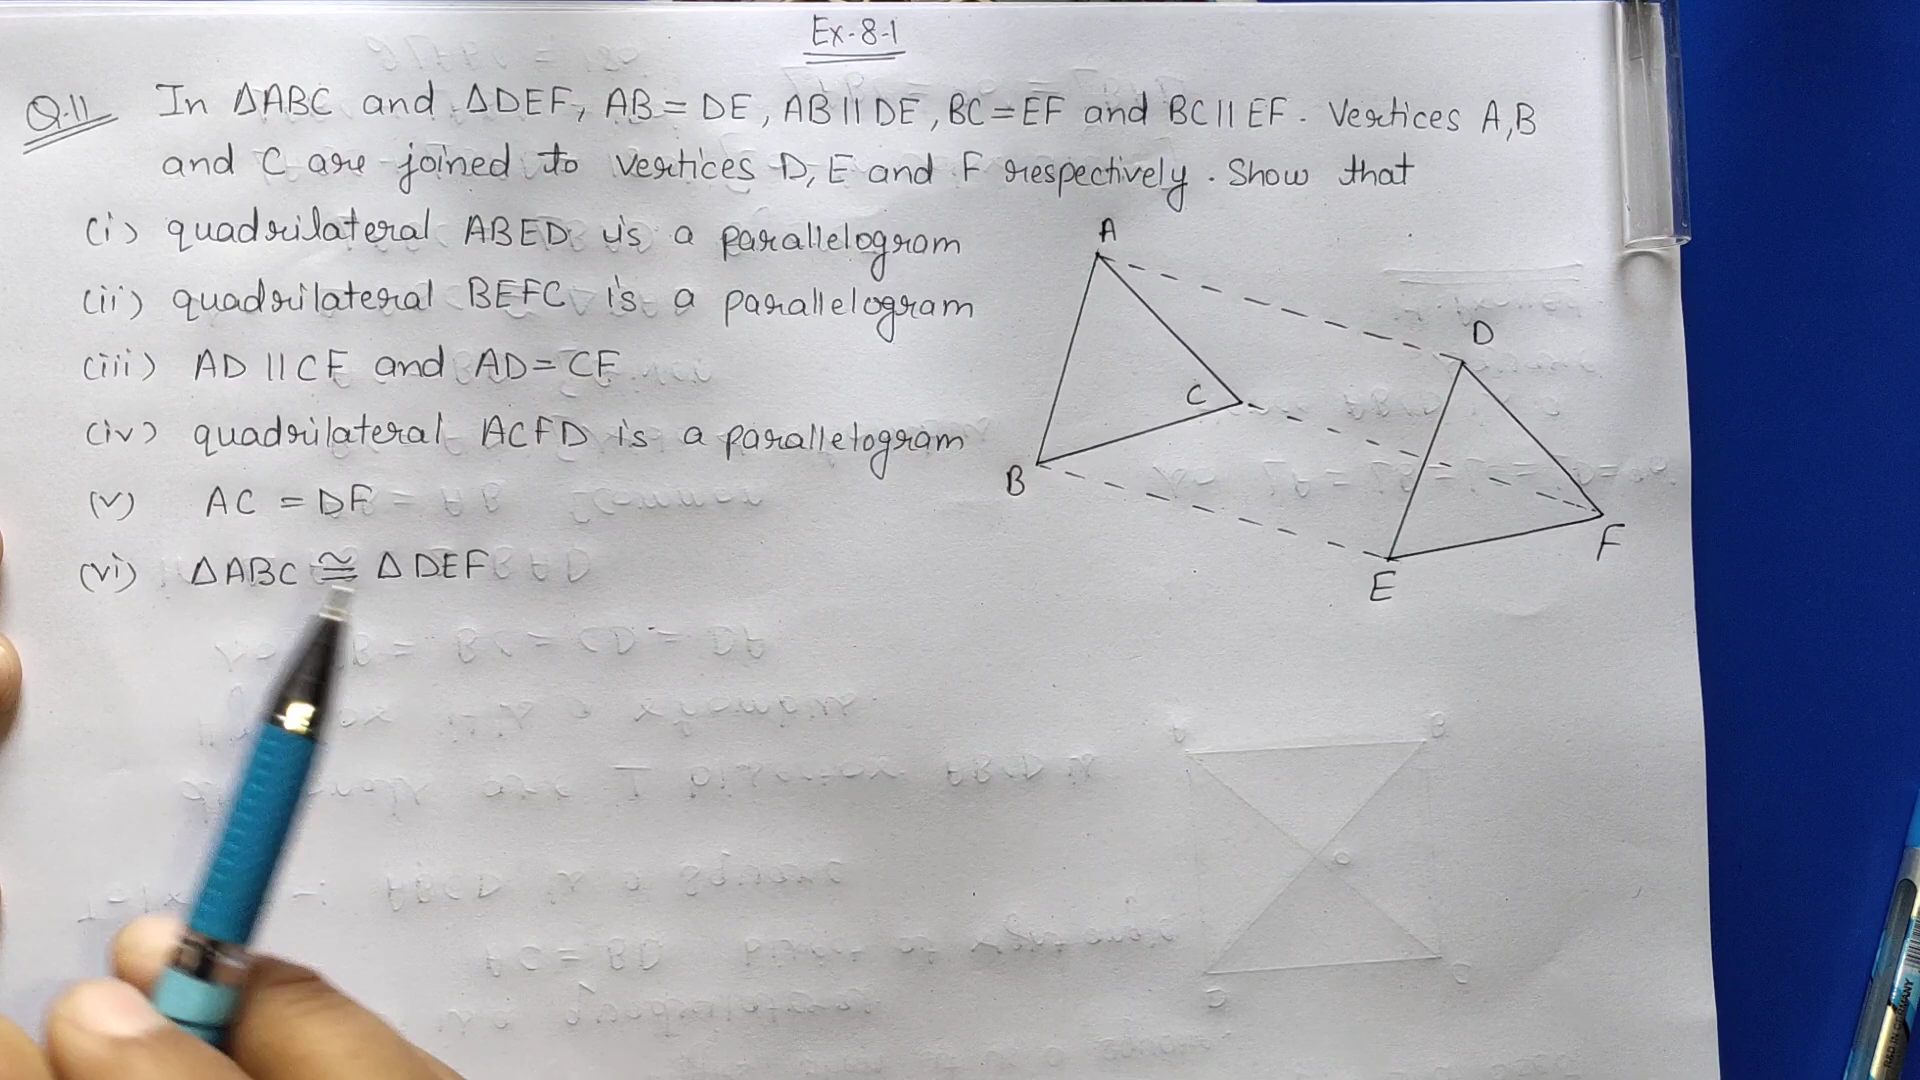 Ex-8-1
Q.11 In ΔABC and ΔDEF, AB = DE, AB || DE, BC = EF and BC || EF. Vertices A,B
and C are joined to vertices D, E and F respectively. Show that
(i) quadrilateral ABED is a parallelogram
(ii) quadrilateral BEFC is a parallelogram
(iii) AD || CF and AD = CF
(iv) quadrilateral ACFD is a parallelogram
(v) AC = DF
(vi) ΔABC ≅ ΔDEF
A
D
C
B
F
E